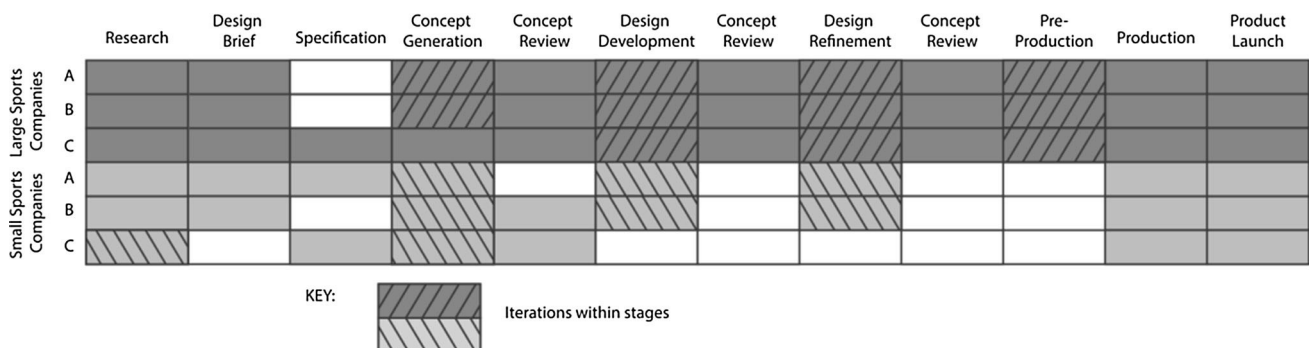 Research
Design
Brief
Specification
Concept
Generation
Concept
Review
Design
Development
Concept
Review
Design
Refinement
Concept
Review
Pre-
Production
Production
Product
Launch
Large Sports
Companies
A
B
C
Small Sports
Companies
A
B
C
KEY:
Iterations within stages